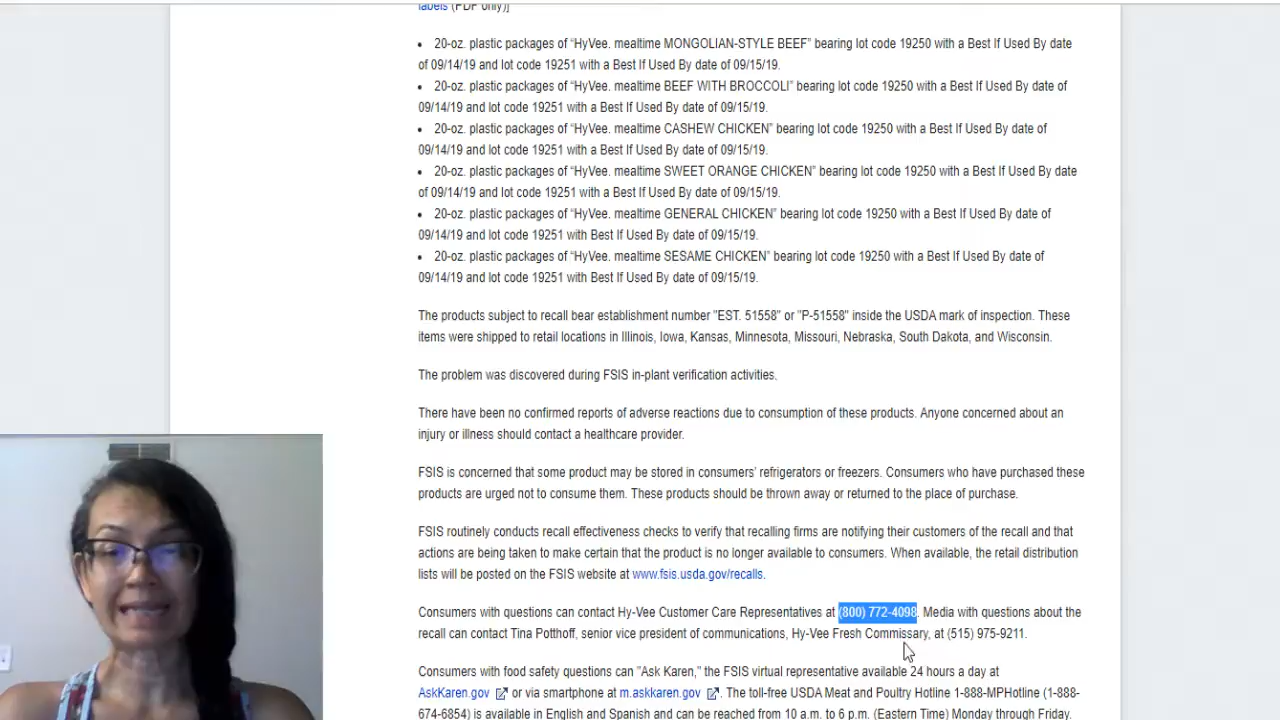 labels (PDF only)]
• 20-oz. plastic packages of “HyVee. mealtime MONGOLIAN-STYLE BEEF” bearing lot code 19250 with a Best If Used By date
of 09/14/19 and lot code 19251 with a Best If Used By date of 09/15/19.
• 20-oz. plastic packages of “HyVee. mealtime BEEF WITH BROCCOLI” bearing lot code 19250 with a Best If Used By date of
09/14/19 and lot code 19251 with a Best If Used By date of 09/15/19.
• 20-oz. plastic packages of “HyVee. mealtime CASHEW CHICKEN” bearing lot code 19250 with a Best If Used By date of
09/14/19 and lot code 19251 with a Best If Used By date of 09/15/19.
• 20-oz. plastic packages of “HyVee. mealtime SWEET ORANGE CHICKEN” bearing lot code 19250 with a Best If Used By date
of 09/14/19 and lot code 19251 with a Best If Used By date of 09/15/19.
• 20-oz. plastic packages of “HyVee. mealtime GENERAL CHICKEN” bearing lot code 19250 with a Best If Used By date of
09/14/19 and lot code 19251 with Best If Used By date of 09/15/19.
• 20-oz. plastic packages of “HyVee. mealtime SESAME CHICKEN” bearing lot code 19250 with a Best If Used By date of
09/14/19 and lot code 19251 with Best If Used By date of 09/15/19.
The products subject to recall bear establishment number "EST. 51558" or "P-51558" inside the USDA mark of inspection. These
items were shipped to retail locations in Illinois, Iowa, Kansas, Minnesota, Missouri, Nebraska, South Dakota, and Wisconsin.
The problem was discovered during FSIS in-plant verification activities.
There have been no confirmed reports of adverse reactions due to consumption of these products. Anyone concerned about an
injury or illness should contact a healthcare provider.
FSIS is concerned that some product may be stored in consumers’ refrigerators or freezers. Consumers who have purchased these
products are urged not to consume them. These products should be thrown away or returned to the place of purchase.
FSIS routinely conducts recall effectiveness checks to verify that recalling firms are notifying their customers of the recall and that
actions are being taken to make certain that the product is no longer available to consumers. When available, the retail distribution
lists will be posted on the FSIS website at www.fsis.usda.gov/recalls.
Consumers with questions can contact Hy-Vee Customer Care Representatives at (800) 772-4098. Media with questions about the
recall can contact Tina Potthoff, senior vice president of communications, Hy-Vee Fresh Commissary, at (515) 975-9211.
Consumers with food safety questions can "Ask Karen," the FSIS virtual representative available 24 hours a day at
AskKaren.gov or via smartphone at m.askkaren.gov. The toll-free USDA Meat and Poultry Hotline 1-888-MPHotline (1-888-
674-6854) is available in English and Spanish and can be reached from 10 a.m. to 6 p.m. (Eastern Time) Monday through Friday.